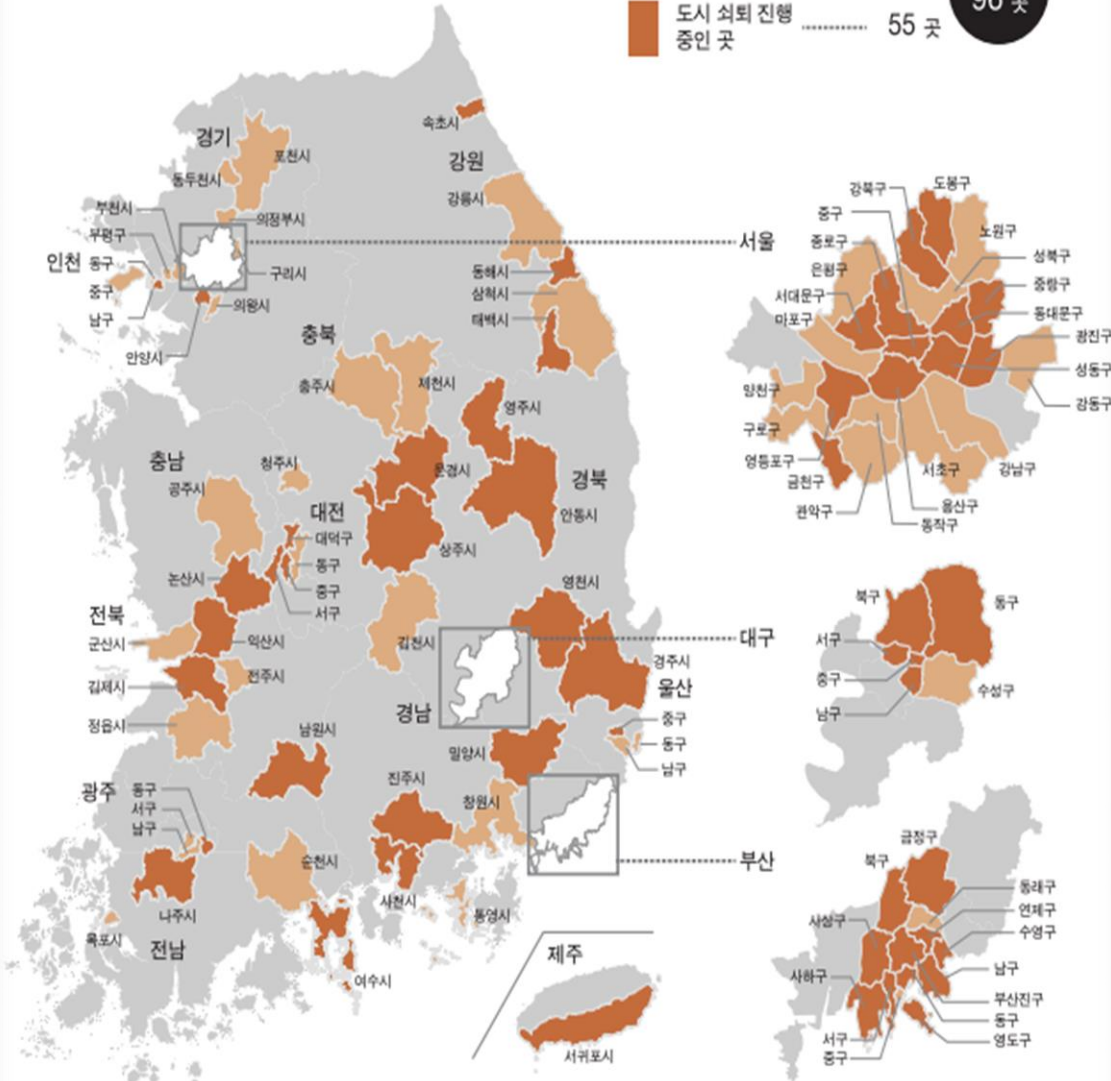 96 곳
도시 쇠퇴 진행
중인 곳
55 곳
속초시
경기
포천시
강원
동두천시
강릉시
부천시
의정부시
부평구
인천
동구
구리시
동해시
중구
의왕시
삼척시
남구
태백시
안양시
충북
충주시
제천시
영주시
충남
청주시
문경시
경북
공주시
대전
안동시
대덕구
상주시
동구
논산시
중구
영천시
서구
전북
군산시
익산시
김천시
경주시
김제시
전주시
울산
경남
중구
정읍시
남원시
밀양시
동구
남구
진주시
창원시
광주
동구
서구
남구
순천시
사천시
통영시
나주시
목포시
전남
여수시
제주
서귀포시
서울
강북구
도봉구
중구
노원구
종로구
성북구
은평구
중랑구
서대문구
동대문구
마포구
광진구
성동구
양천구
강동구
구로구
영등포구
서초구
강남구
금천구
용산구
관악구
동작구
대구
북구
동구
서구
중구
수성구
남구
부산
금정구
북구
동래구
연제구
사상구
수영구
남구
사하구
부산진구
동구
서구
영도구
중구